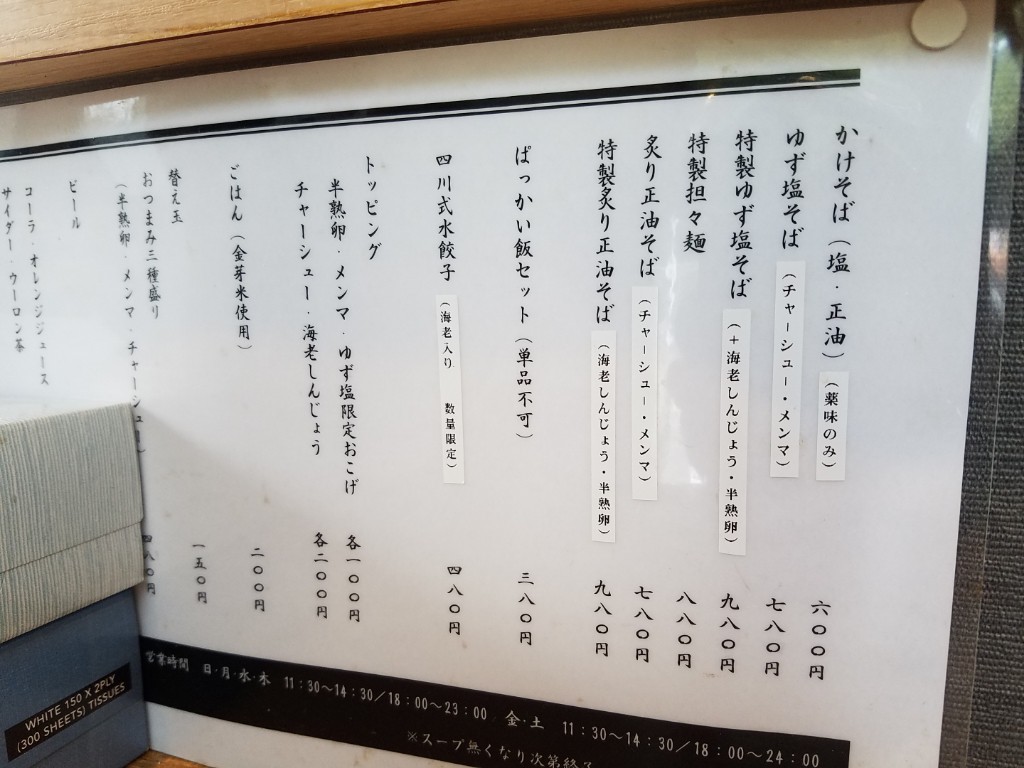 かけそば（塩・正油）（薬味のみ） 六〇〇円
ゆず塩そば（チャーシュー・メンマ） 七八〇円
特製ゆず塩そば（＋海老しんじょう・半熟卵） 九八〇円
特製担々麺 八八〇円
炙り正油そば（チャーシュー・メンマ） 七八〇円
特製炙り正油そば（海老しんじょう・半熟卵） 九八〇円
ぱっかい飯セット（単品不可） 三八〇円
四川式水餃子（海老入り 数量限定） 四八〇円
トッピング
半熟卵・メンマ・ゆず塩限定おこげ 各一〇〇円
チャーシュー・海老しんじょう 各二〇〇円
ごはん（金芽米使用） 二〇〇円
替え玉 一五〇円
おつまみ三種盛り 四八〇円
（半熟卵・メンマ・チャーシュー
ビール
コーラ・オレンジジュース
サイダー・ウーロン茶
営業時間 日・月・水・木 11:30〜14:30／18:00〜23:00 金・土 11:30〜14:30／18:00〜24:00
※スープ無くなり次第終了
WHITE 150 X 2PLY
(300 SHEETS) TISSUES